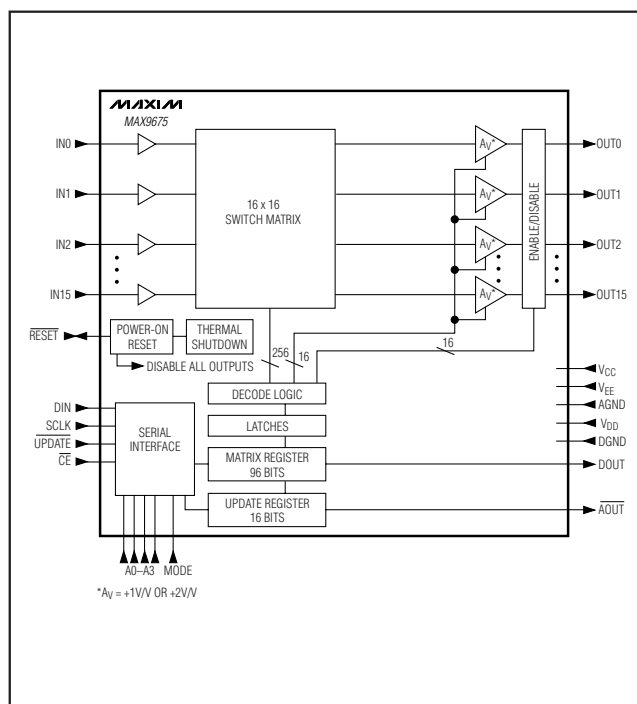 MAXIM
MAX9675
IN0
IN1
IN2
IN15
16 x 16
SWITCH MATRIX
AV*
AV*
AV*
AV*
ENABLE/DISABLE
OUT0
OUT1
OUT2
OUT15
RESET
POWER-ON
RESET
THERMAL
SHUTDOWN
DISABLE ALL OUTPUTS
256
16
16
DECODE LOGIC
LATCHES
MATRIX REGISTER
96 BITS
UPDATE REGISTER
16 BITS
DIN
SCLK
UPDATE
CE
SERIAL
INTERFACE
VCC
VEE
AGND
VDD
DGND
DOUT
AOUT
A0–A3
MODE
*AV = +1V/V OR +2V/V